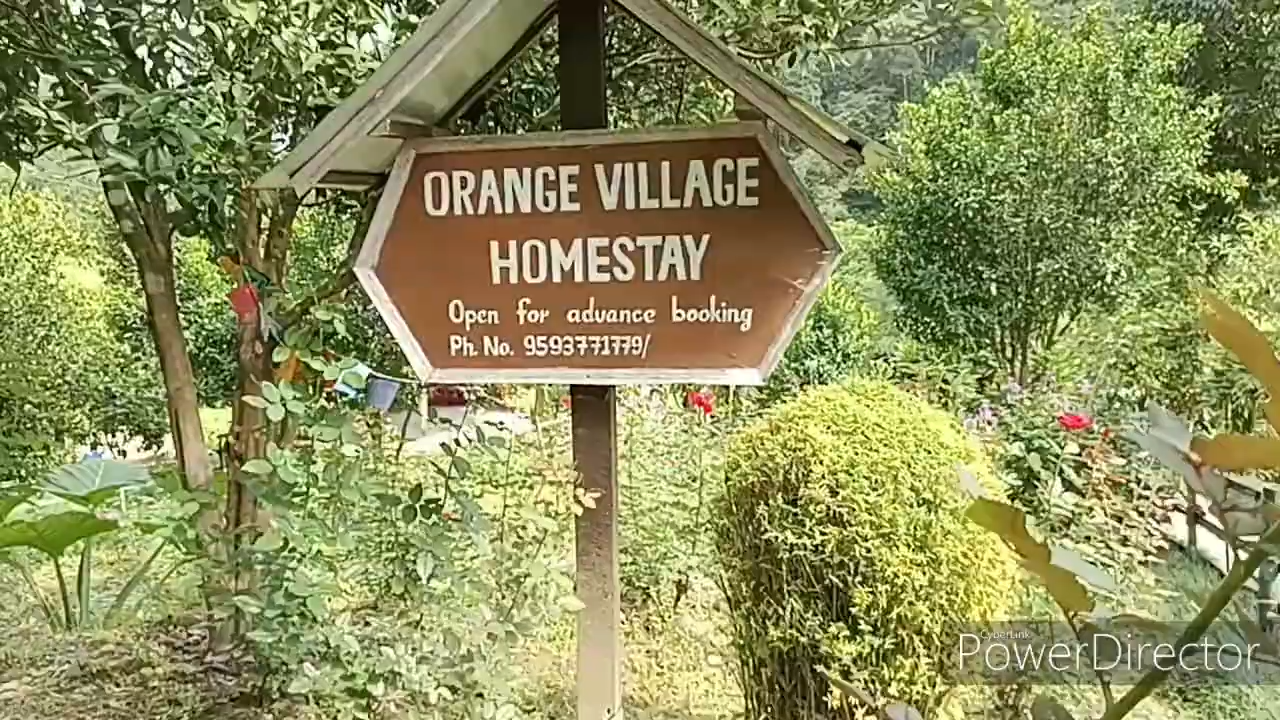 ORANGE VILLAGE
HOMESTAY
Open for advance booking
Ph. No. 9593771779/
CyberLink
PowerDirector